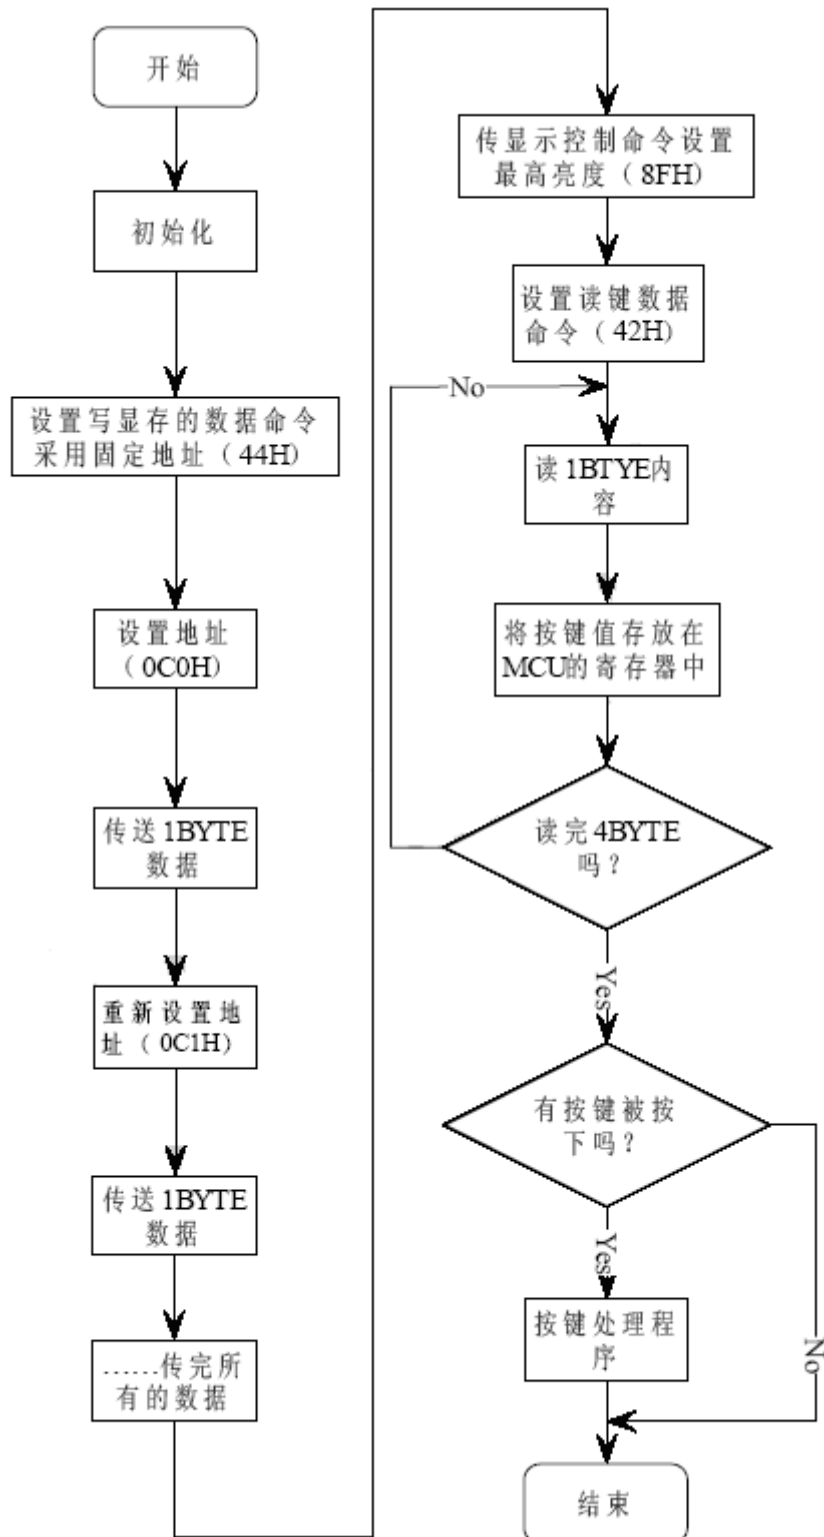 开始
初始化
设置写显存的数据命令
采用固定地址（44H）
设置地址
（0C0H）
传送1BYTE
数据
重新设置地
址（0C1H）
传送1BYTE
数据
……传完所
有的数据
传显示控制命令设置
最高亮度（8FH）
设置读键数据
命令（42H）
No
读1BTYE内
容
将按键值存放在
MCU的寄存器中
读完4BYTE
吗？
Yes
有按键被按
下吗？
Yes
No
按键处理程
序
结束